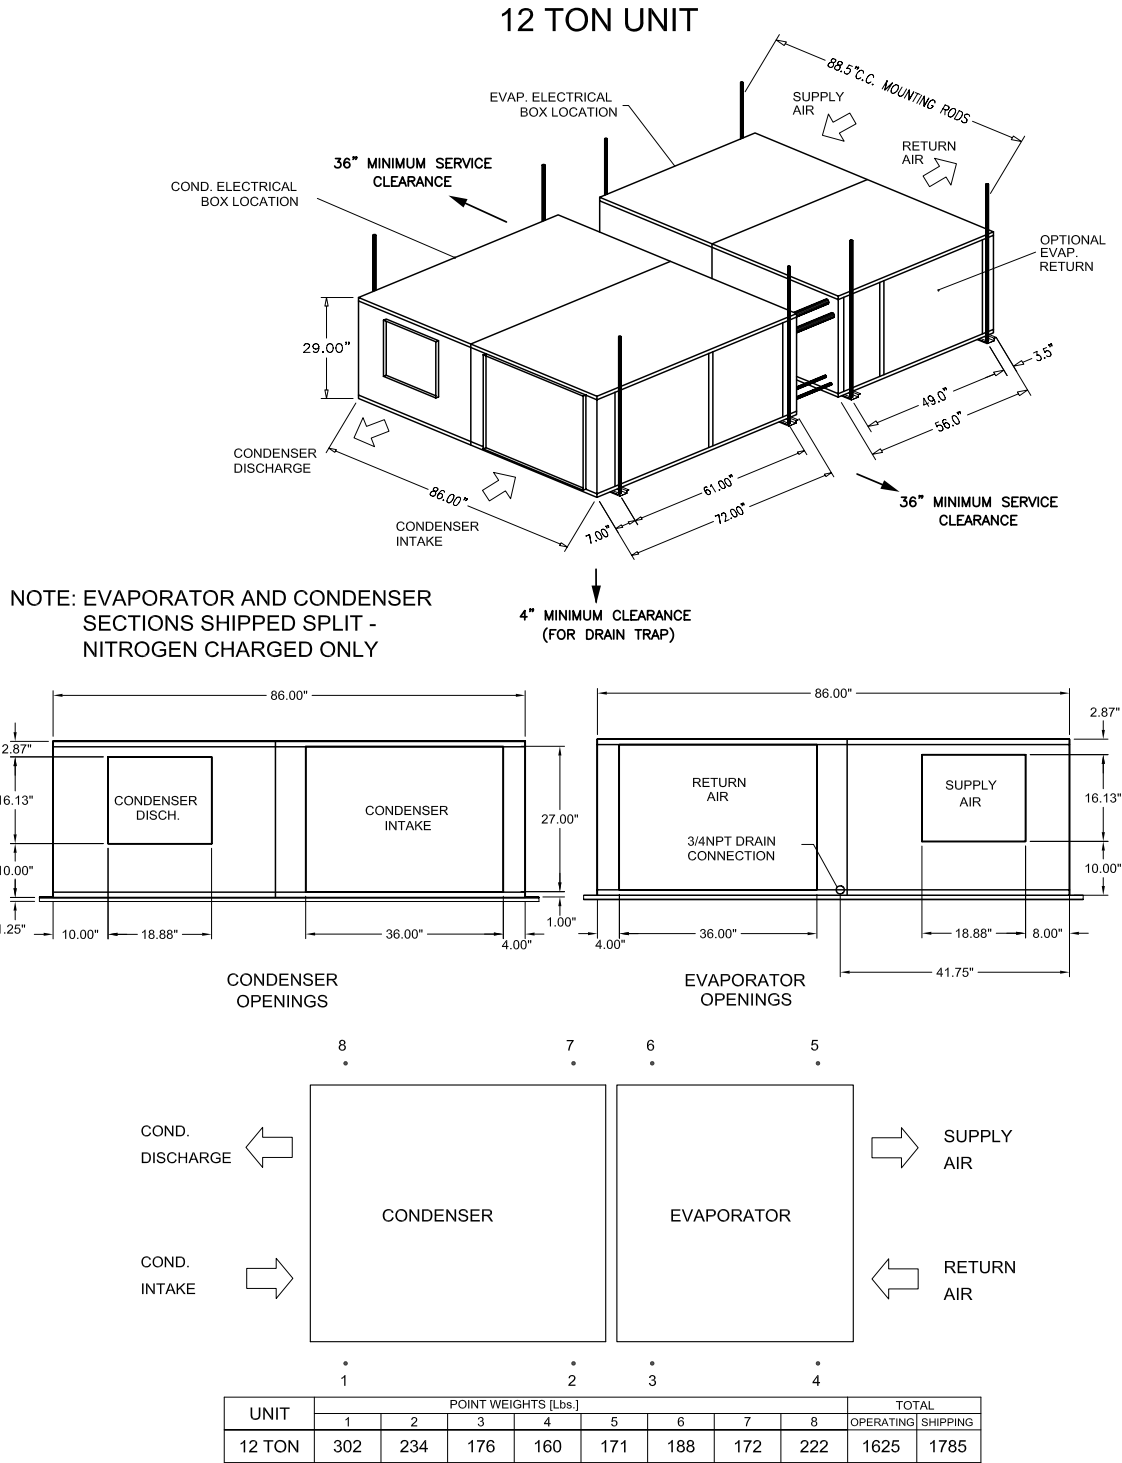 12 TON UNIT
88.5"C.C. MOUNTING RODS
EVAP. ELECTRICAL
BOX LOCATION
SUPPLY
AIR
RETURN
AIR
36" MINIMUM SERVICE
CLEARANCE
COND. ELECTRICAL
BOX LOCATION
OPTIONAL
EVAP.
RETURN
29.00"
3.5"
49.0"
56.0"
CONDENSER
DISCHARGE
86.00"
61.00"
72.00"
7.00"
36" MINIMUM SERVICE
CLEARANCE
CONDENSER
INTAKE
4" MINIMUM CLEARANCE
(FOR DRAIN TRAP)
NOTE: EVAPORATOR AND CONDENSER
SECTIONS SHIPPED SPLIT -
NITROGEN CHARGED ONLY
86.00"
2.87"
16.13"
10.00"
1.25"
CONDENSER
DISCH.
CONDENSER
INTAKE
27.00"
1.00"
10.00"
18.88"
36.00"
4.00"
CONDENSER
OPENINGS
86.00"
2.87"
RETURN
AIR
SUPPLY
AIR
16.13"
3/4NPT DRAIN
CONNECTION
10.00"
4.00"
36.00"
18.88"
8.00"
41.75"
EVAPORATOR
OPENINGS
8 7 6 5
COND.
DISCHARGE
SUPPLY
AIR
CONDENSER
EVAPORATOR
COND.
INTAKE
RETURN
AIR
1 2 3 4
UNIT POINT WEIGHTS [Lbs.] TOTAL
1 2 3 4 5 6 7 8 OPERATING SHIPPING
12 TON 302 234 176 160 171 188 172 222 1625 1785